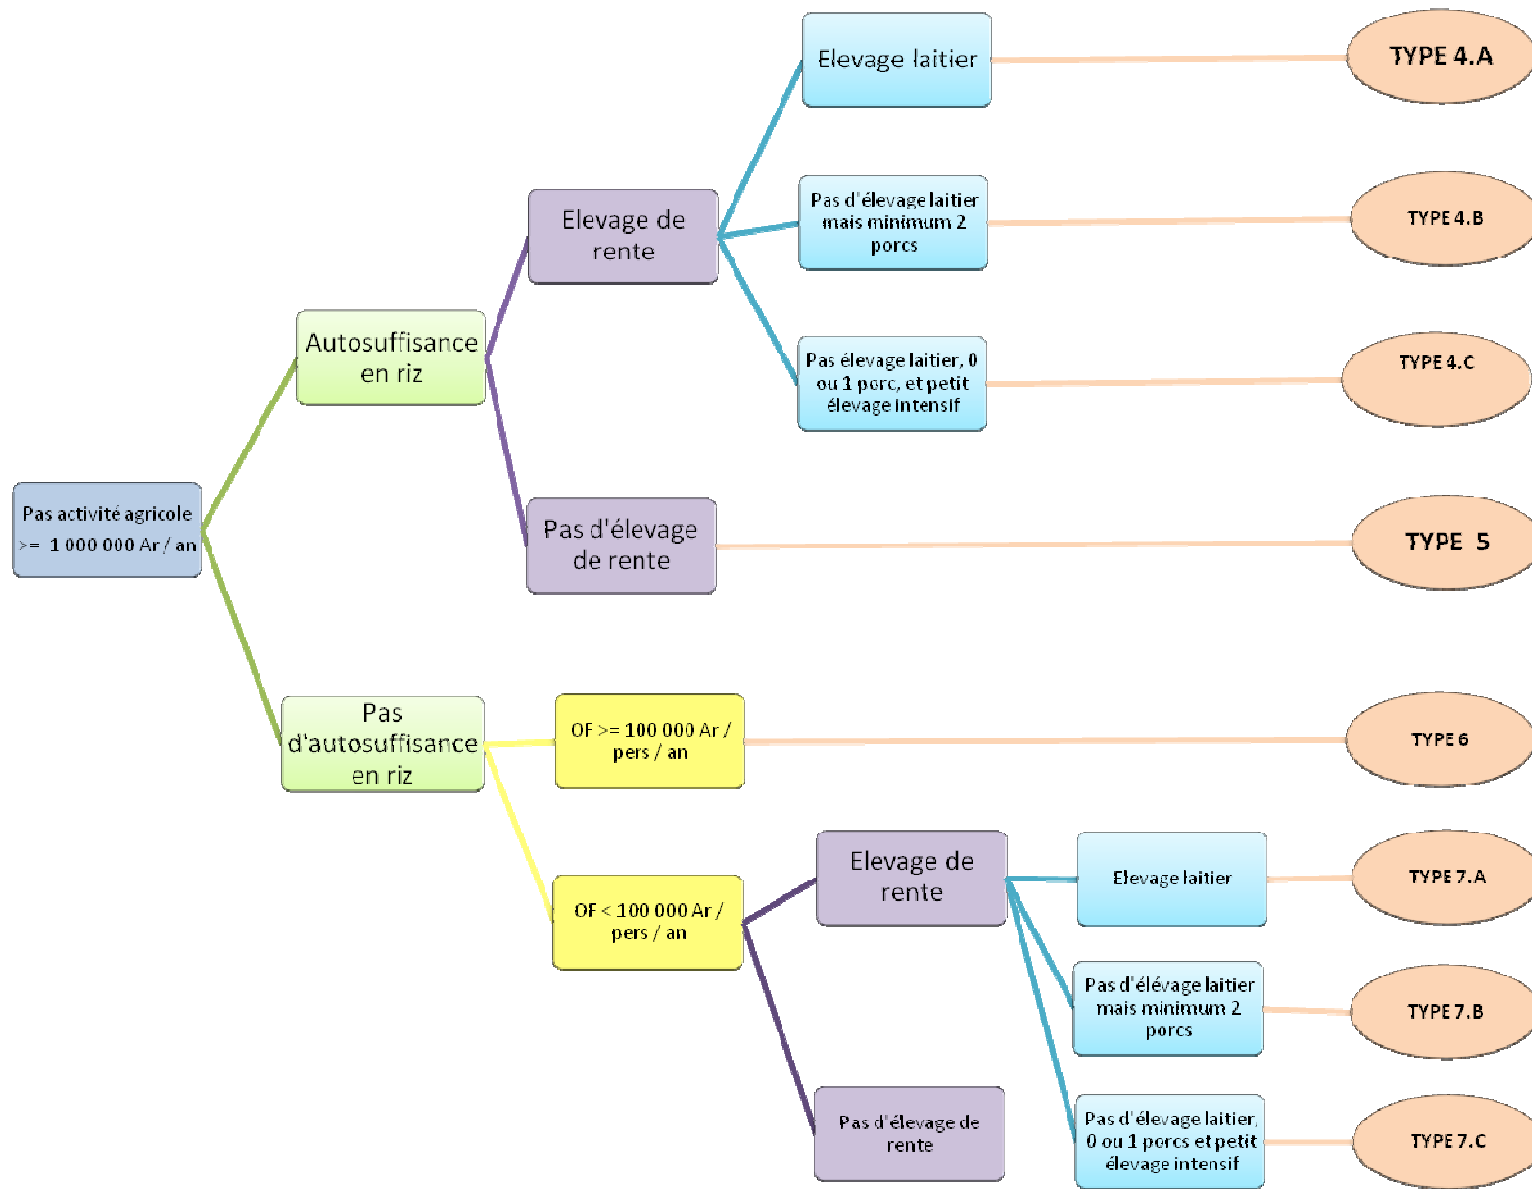 Elevage laitier
TYPE 4.A
Pas d'élevage laitier
mais minimum 2
porcs
TYPE 4.B
Elevage de
rente
Autosuffisance
en riz
Pas élevage laitier, 0
ou 1 porc, et petit
élevage intensif
TYPE 4.C
Pas activité agricole
>= 1 000 000 Ar / an
Pas d'élevage
de rente
TYPE 5
Pas
d'autosuffisance
en riz
OF >= 100 000 Ar /
pers / an
TYPE 6
OF < 100 000 Ar /
pers / an
Elevage de
rente
Elevage laitier
TYPE 7.A
Pas d'élévage laitier
mais minimum 2
porcs
TYPE 7.B
Pas d'élevage de
rente
Pas d'élevage laitier,
0 ou 1 porcs et petit
élevage intensif
TYPE 7.C